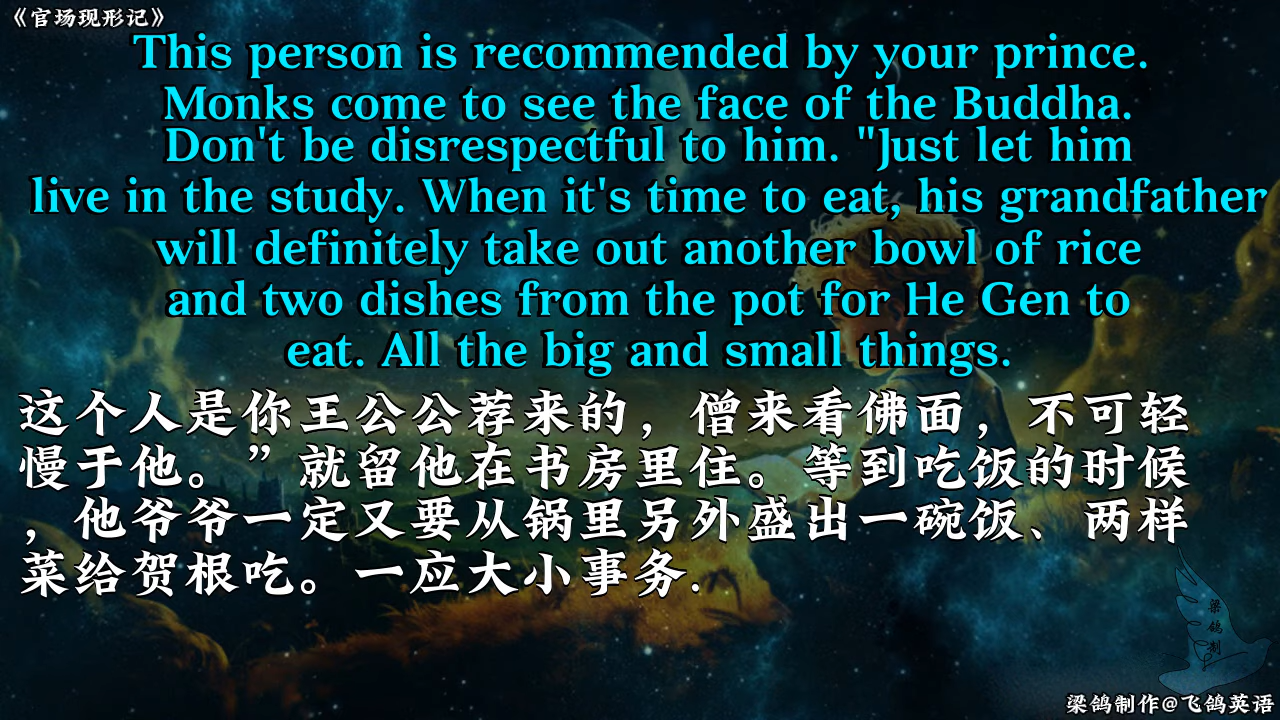 《官场现形记》
This person is recommended by your prince.
Monks come to see the face of the Buddha.
Don't be disrespectful to him. "Just let him
live in the study. When it's time to eat, his grandfather
will definitely take out another bowl of rice
and two dishes from the pot for He Gen to
eat. All the big and small things.
这个人是你王公公荐来的，僧来看佛面，不可轻
慢于他。”就留他在书房里住。等到吃饭的时候
，他爷爷一定又要从锅里另外盛出一碗饭、两样
菜给贺根吃。一应大小事务.
梁鸽制
梁鸽制作@飞鸽英语